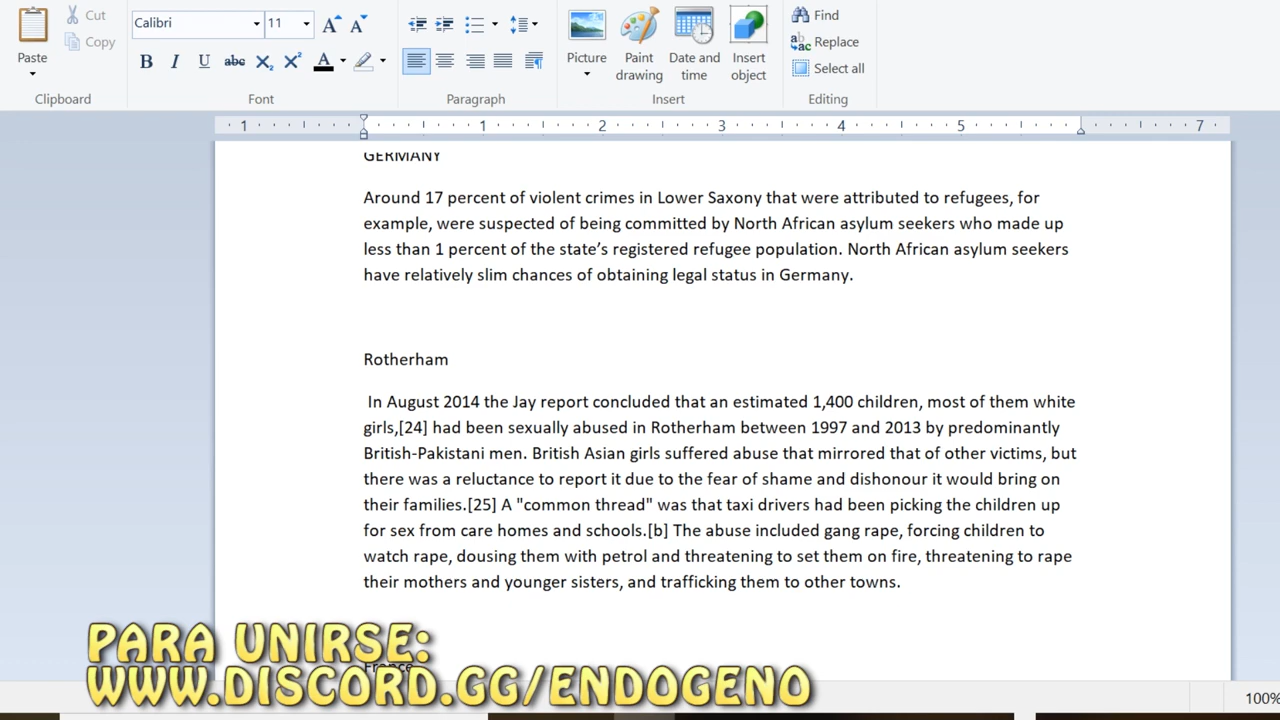 Calibri
11
Cut
Copy
Paste
Picture
Paint
drawing
Date and
time
Insert
object
Find
Replace
Select all
Clipboard
Font
Paragraph
Insert
Editing
1 1 2 3 4 5 7
GERMANY
Around 17 percent of violent crimes in Lower Saxony that were attributed to refugees, for
example, were suspected of being committed by North African asylum seekers who made up
less than 1 percent of the state’s registered refugee population. North African asylum seekers
have relatively slim chances of obtaining legal status in Germany.
Rotherham
In August 2014 the Jay report concluded that an estimated 1,400 children, most of them white
girls,[24] had been sexually abused in Rotherham between 1997 and 2013 by predominantly
British-Pakistani men. British Asian girls suffered abuse that mirrored that of other victims, but
there was a reluctance to report it due to the fear of shame and dishonour it would bring on
their families.[25] A "common thread" was that taxi drivers had been picking the children up
for sex from care homes and schools.[b] The abuse included gang rape, forcing children to
watch rape, dousing them with petrol and threatening to set them on fire, threatening to rape
their mothers and younger sisters, and trafficking them to other towns.
PARA UNIRSE:
France
WWW.DISCORD.GG/ENDOGENO
100%